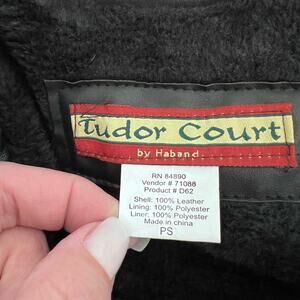 Tudor Court
by Haband
RN 84890
Vendor # 71088
Product # D62
Shell: 100% Leather
Lining: 100% Polyester
Liner: 100% Polyester
Made in china
PS